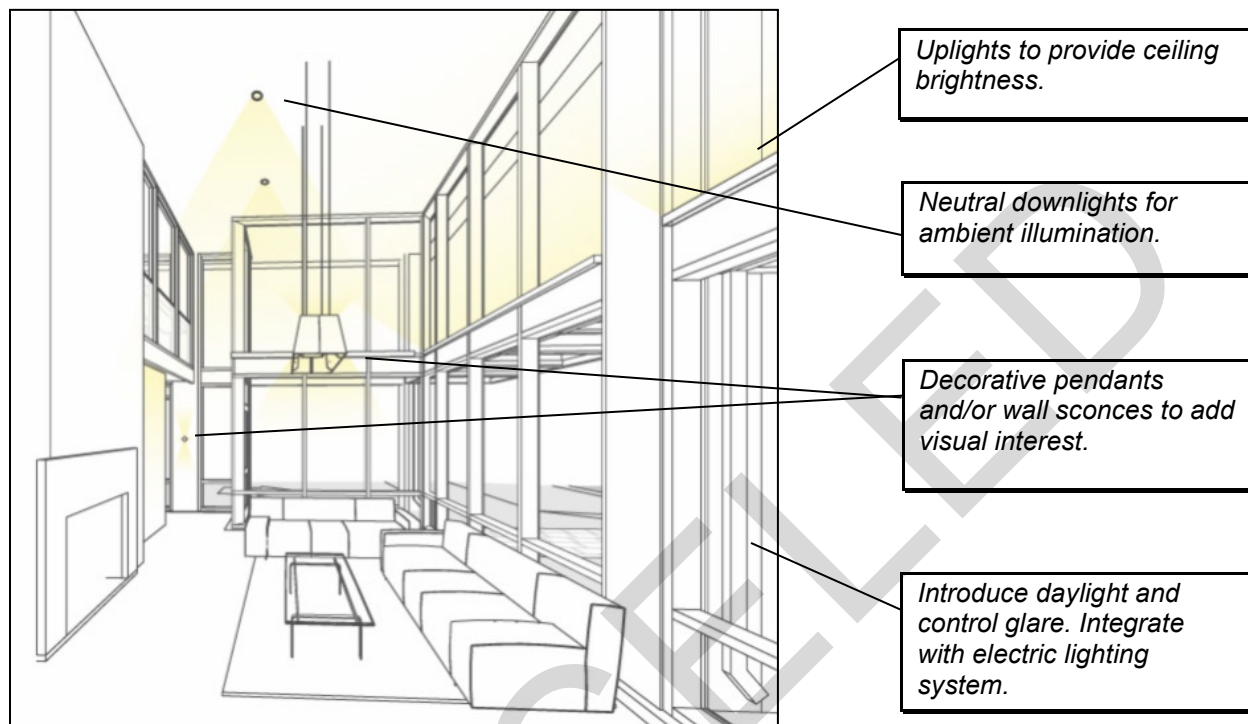 Uplights to provide ceiling
brightness.
Neutral downlights for
ambient illumination.
Decorative pendants
and/or wall sconces to add
visual interest.
Introduce daylight and
control glare. Integrate
with electric lighting
system.
CELED